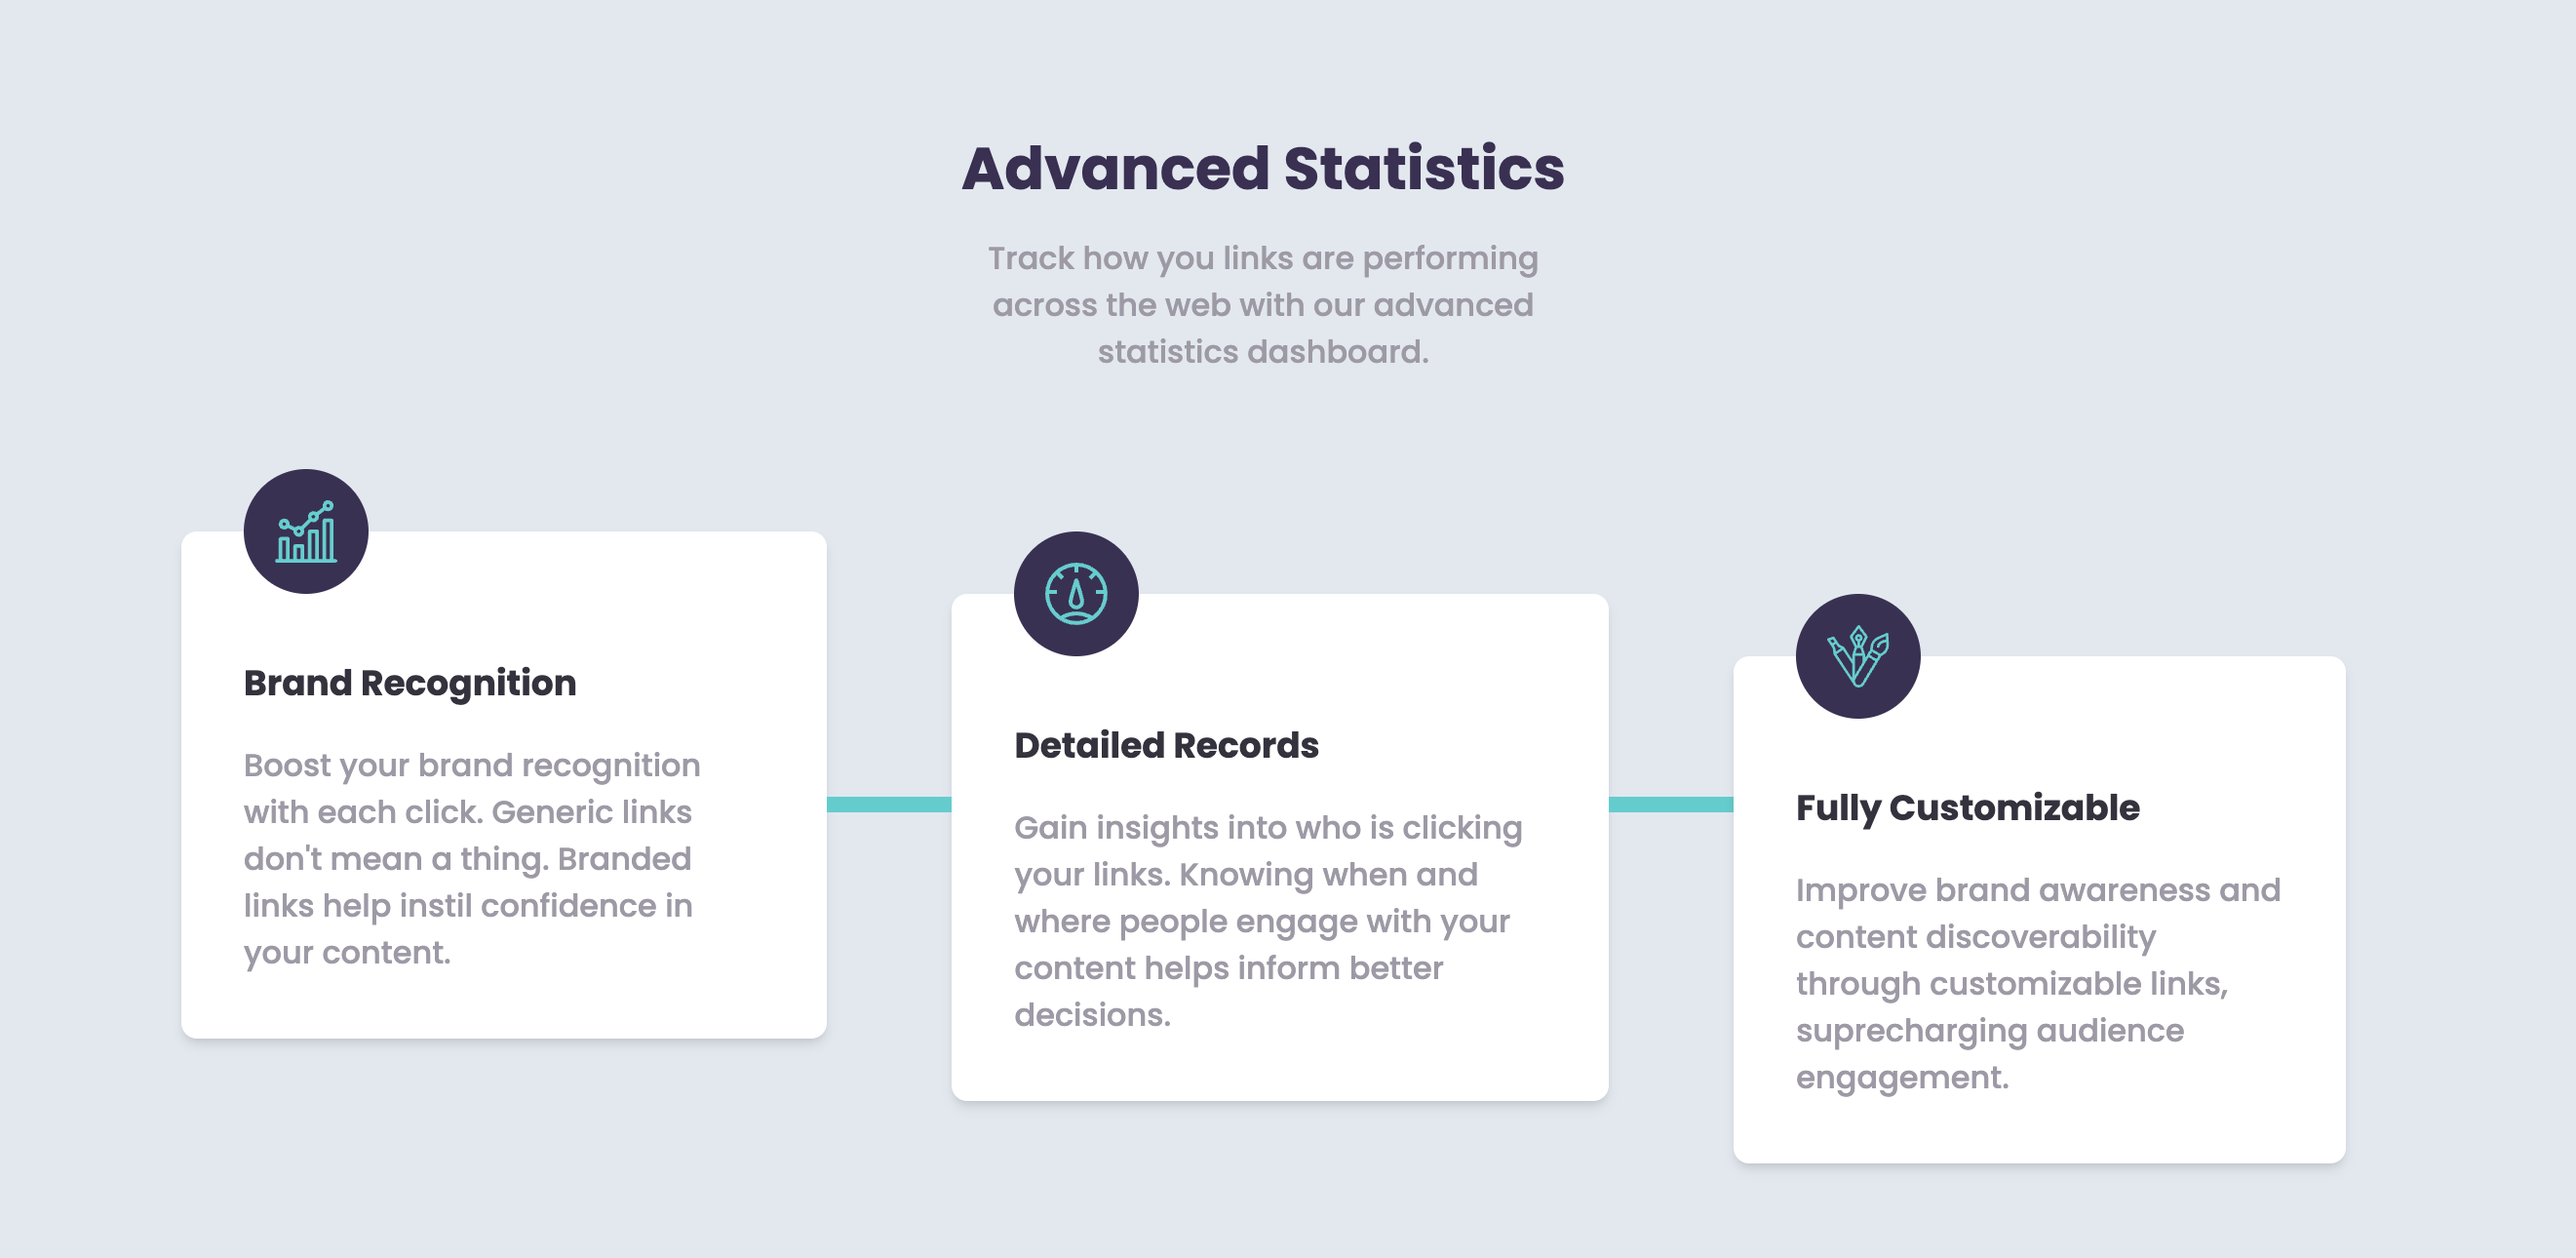 Advanced Statistics
Track how you links are performing
across the web with our advanced
statistics dashboard.
Brand Recognition
Boost your brand recognition
with each click. Generic links
don't mean a thing. Branded
links help instil confidence in
your content.
Detailed Records
Gain insights into who is clicking
your links. Knowing when and
where people engage with your
content helps inform better
decisions.
Fully Customizable
Improve brand awareness and
content discoverability
through customizable links,
suprecharging audience
engagement.